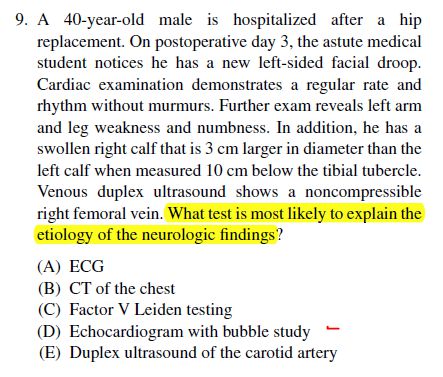 9. A 40-year-old male is hospitalized after a hip
replacement. On postoperative day 3, the astute medical
student notices he has a new left-sided facial droop.
Cardiac examination demonstrates a regular rate and
rhythm without murmurs. Further exam reveals left arm
and leg weakness and numbness. In addition, he has a
swollen right calf that is 3 cm larger in diameter than the
left calf when measured 10 cm below the tibial tubercle.
Venous duplex ultrasound shows a noncompressible
right femoral vein. What test is most likely to explain the
etiology of the neurologic findings?
(A) ECG
(B) CT of the chest
(C) Factor V Leiden testing
(D) Echocardiogram with bubble study
(E) Duplex ultrasound of the carotid artery